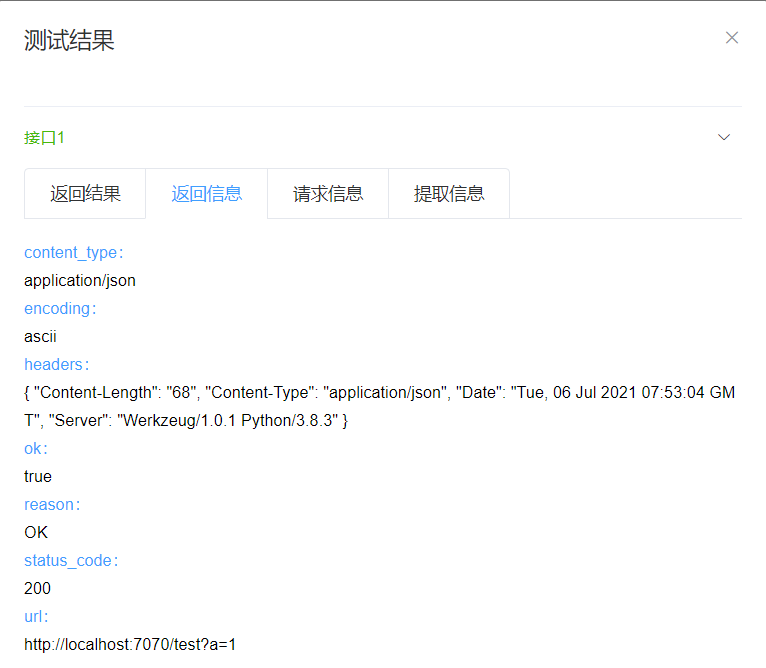 测试结果
接口1
返回结果 返回信息 请求信息 提取信息
content_type：
application/json
encoding：
ascii
headers：
{ "Content-Length": "68", "Content-Type": "application/json", "Date": "Tue, 06 Jul 2021 07:53:04 GM
T", "Server": "Werkzeug/1.0.1 Python/3.8.3" }
ok：
true
reason：
OK
status_code：
200
url：
http://localhost:7070/test?a=1